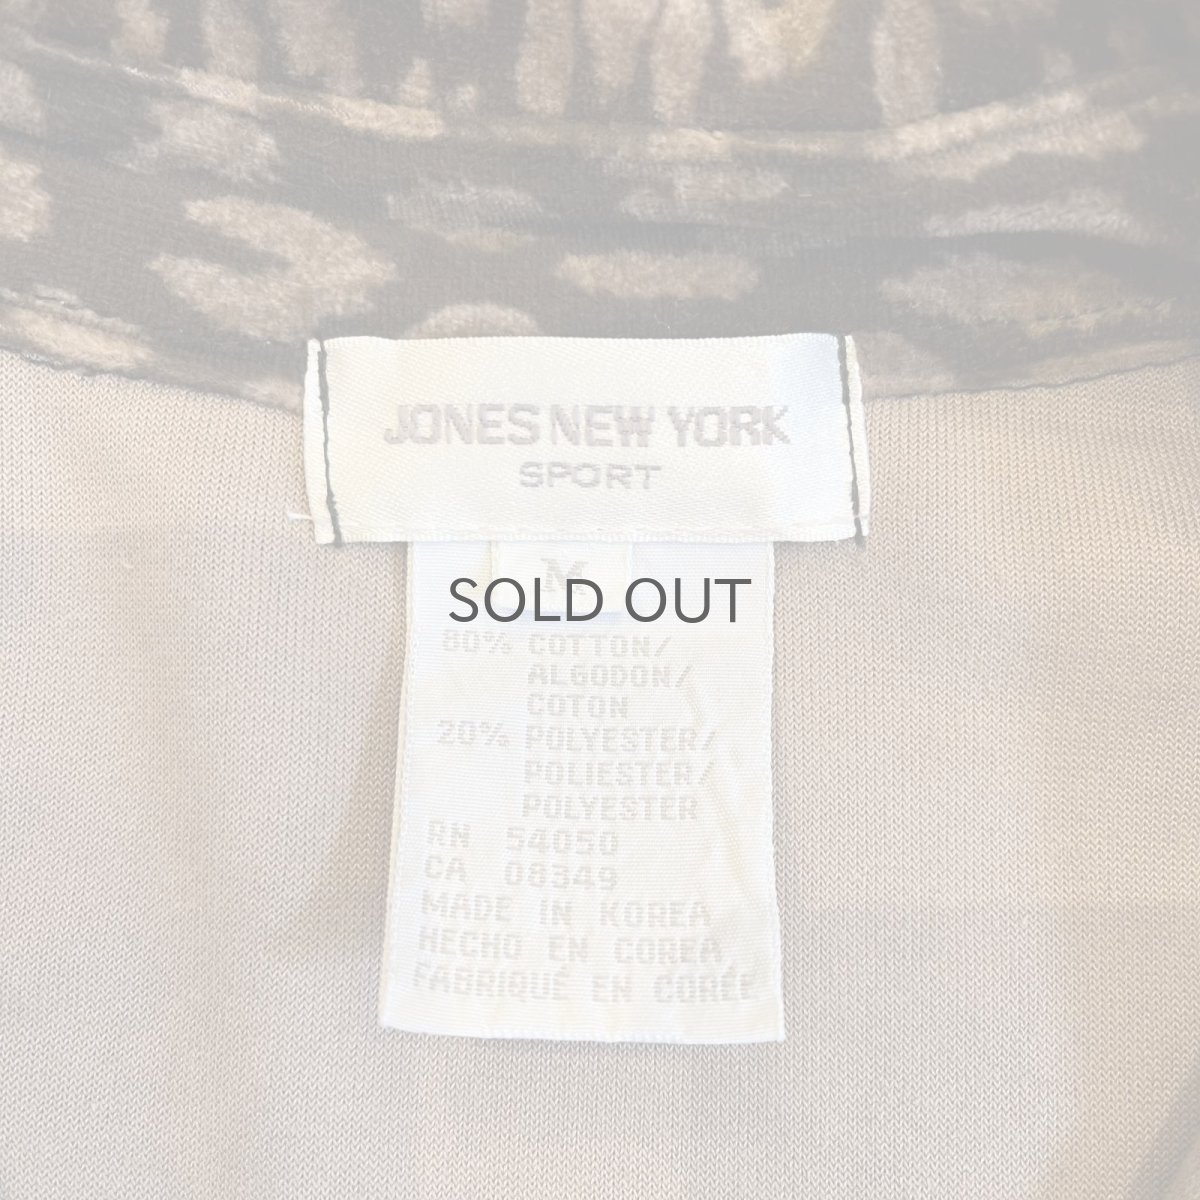 JONES NEW YORK
SPORT
M
SOLD OUT
80% COTTON/
ALGODON/
COTON
20% POLYESTER/
POLIESTER/
POLYESTER
RN 54050
CA 08349
MADE IN KOREA
HECHO EN COREA
FABRIQUÉ EN CORÉE